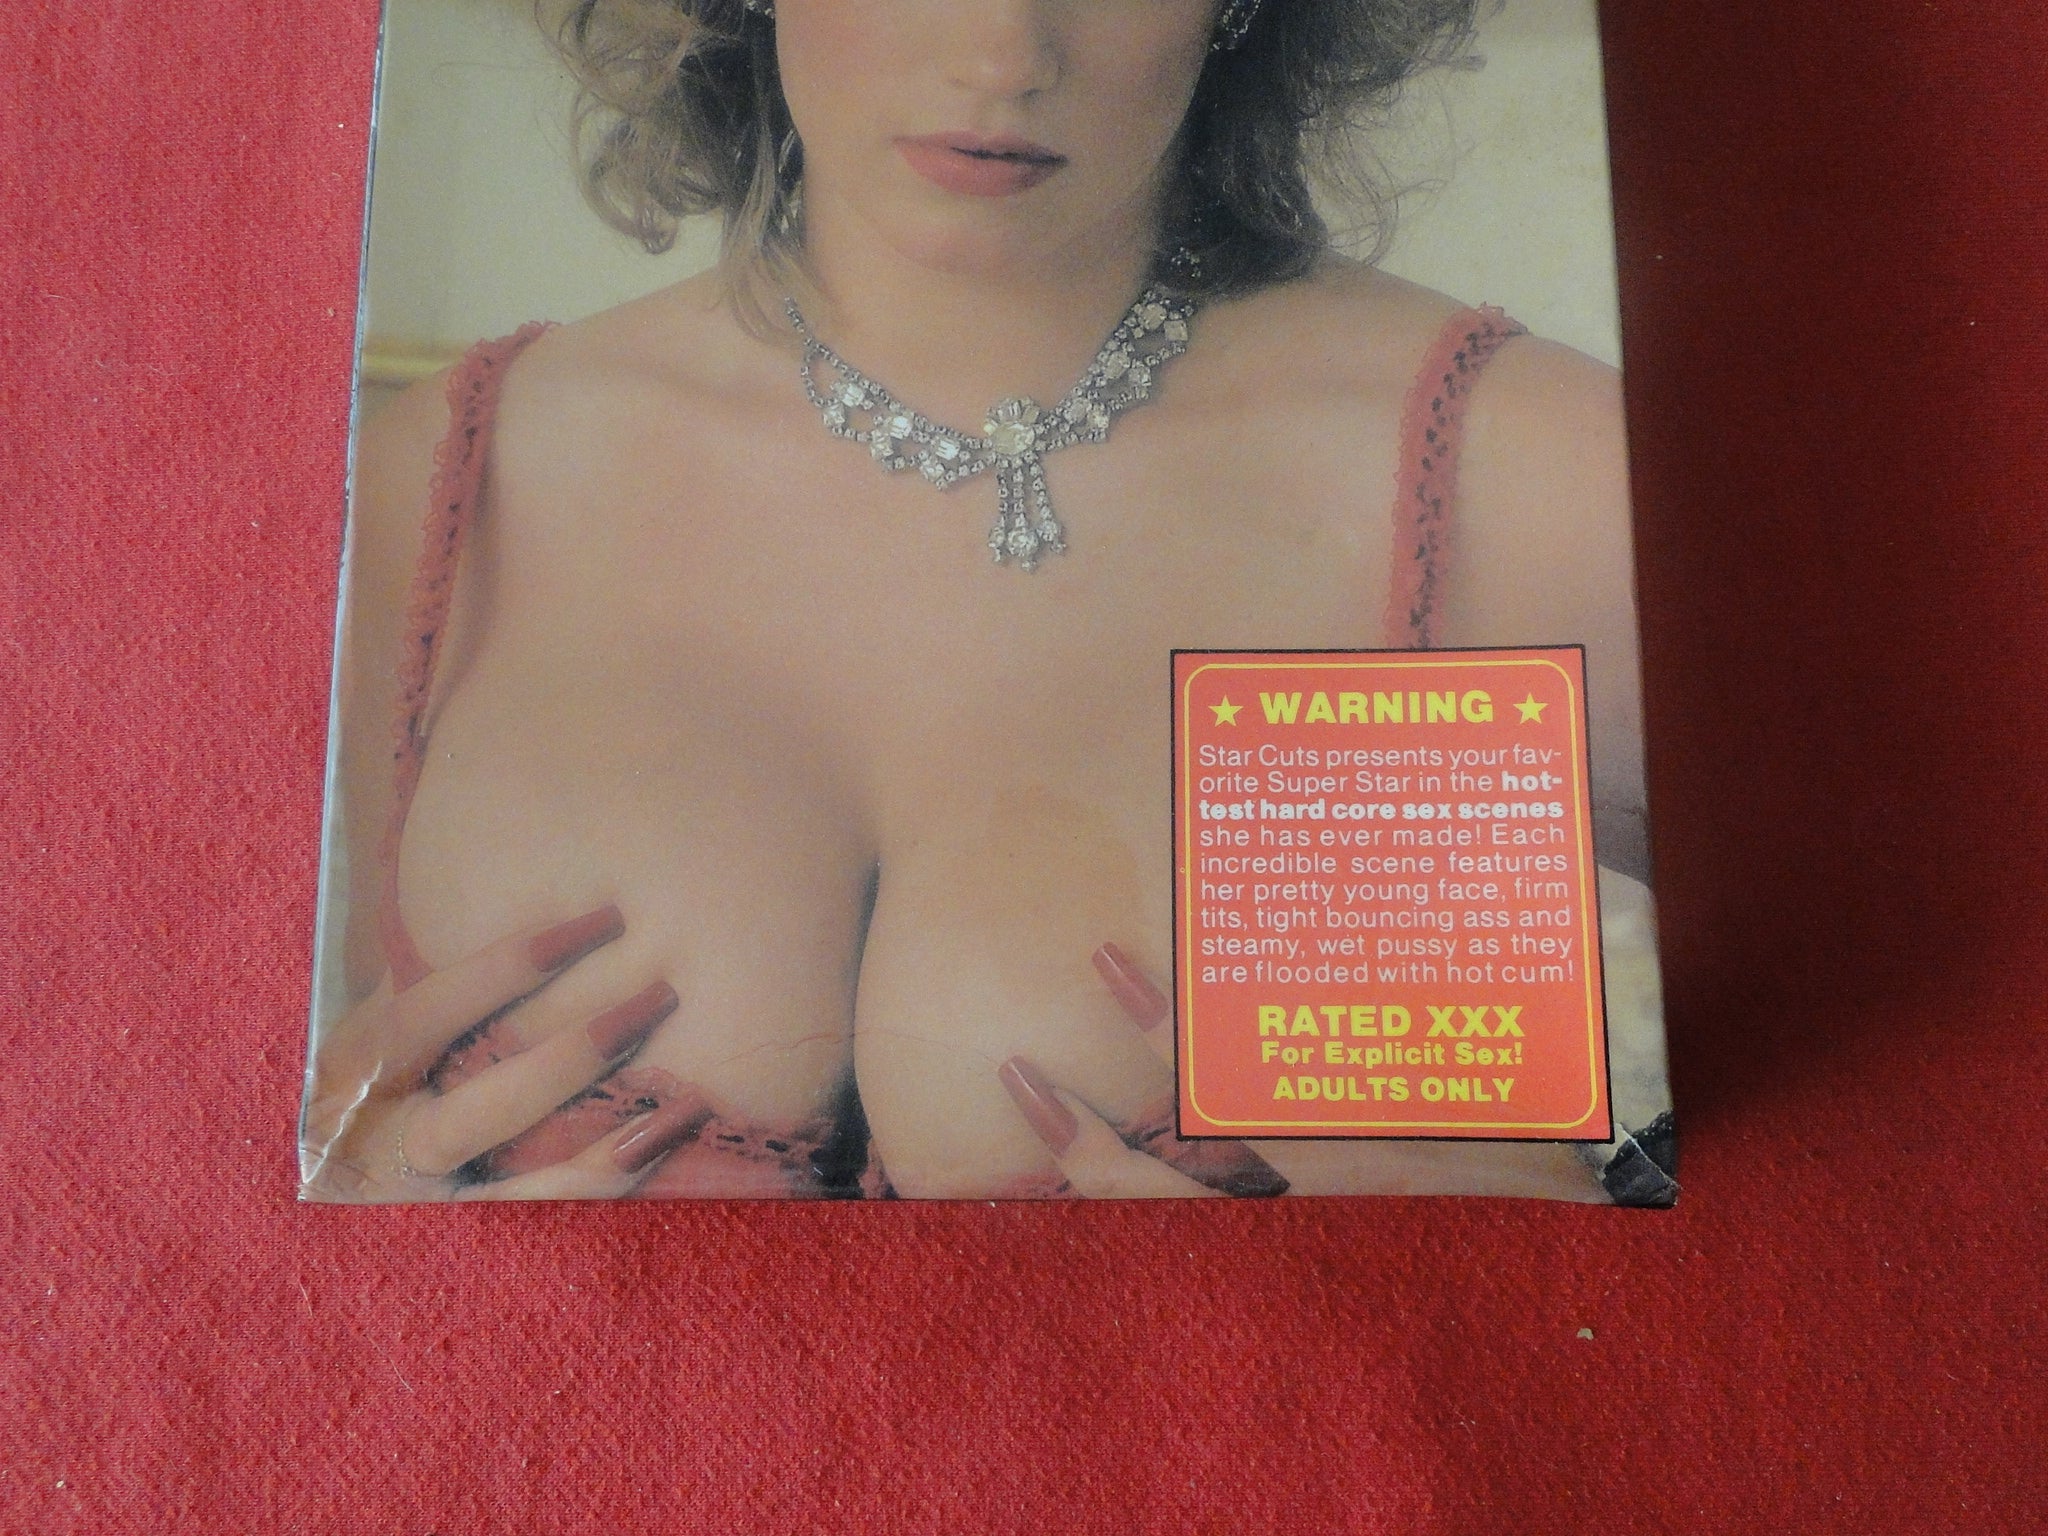 ★ WARNING ★
Star Cuts presents your fav-
orite Super Star in the hot-
test hard core sex scenes
she has ever made! Each
incredible scene features
her pretty young face, firm
tits, tight bouncing ass and
steamy, wet pussy as they
are flooded with hot cum!
RATED XXX
For Explicit Sex!
ADULTS ONLY